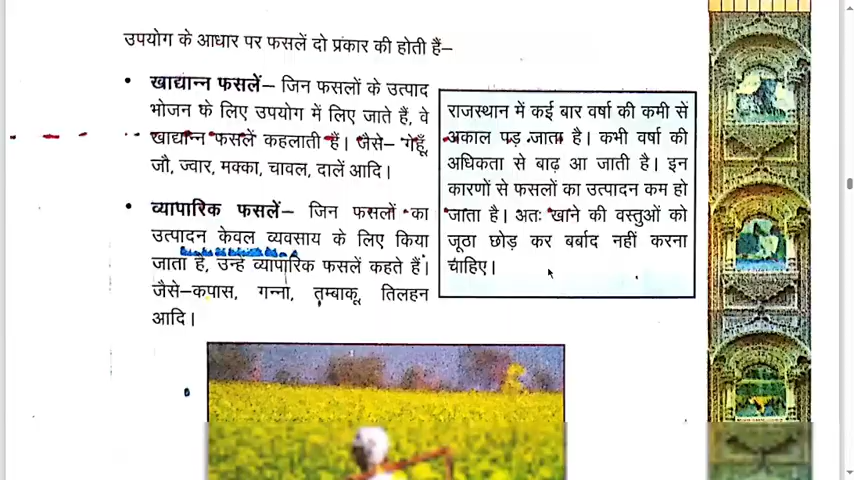 उपयोग के आधार पर फसलें दो प्रकार की होती हैं–
• खाद्यान्न फसलें– जिन फसलों के उत्पाद
भोजन के लिए उपयोग में लिए जाते हैं, वे
खाद्यान्न फसलें कहलाती हैं। जैसे– गेहूँ,
जौ, ज्वार, मक्का, चावल, दालें आदि।
• व्यापारिक फसलें– जिन फसलों का
उत्पादन केवल व्यवसाय के लिए किया
जाता है, उन्हें व्यापारिक फसलें कहते हैं।
जैसे–कपास, गन्ना, तम्बाकू, तिलहन
आदि।
राजस्थान में कई बार वर्षा की कमी सें
अकाल पड़ जाता है। कभी वर्षा की
अधिकता से बाढ़ आ जाती है। इन
कारणों से फसलों का उत्पादन कम हो
जाता है। अतः खाने की वस्तुओं को
जूठा छोड़ कर बर्बाद नहीं करना
चाहिए।